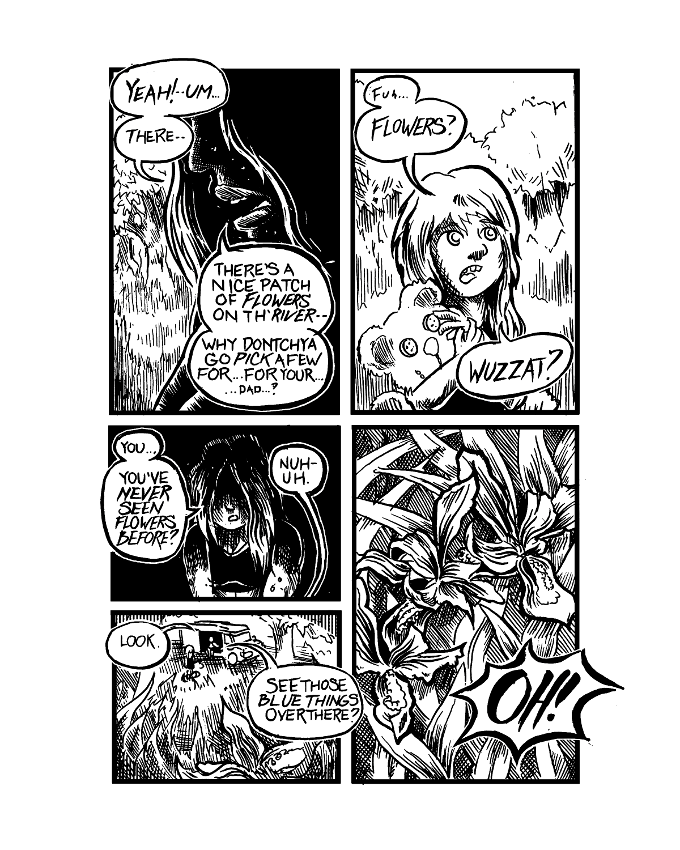 YEAH!--UM...
THERE--
THERE'S A
NICE PATCH
OF FLOWERS
ON TH' RIVER--
WHY DONTCHYA
GO PICK A FEW
FOR...FOR YOUR...
...DAD...?
FUH...
FLOWERS?
WUZZAT?
YOU...
YOU'VE
NEVER
SEEN
FLOWERS
BEFORE?
NUH-
UH.
LOOK.
SEE THOSE
BLUE THINGS
OVER THERE?
OH!!